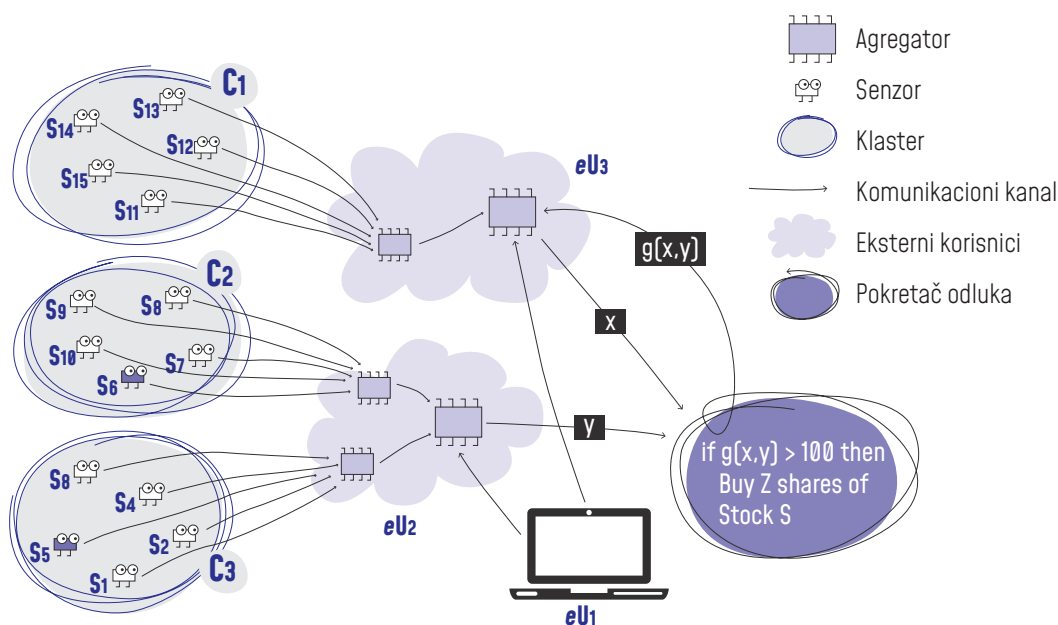 C1
S13
S14
S12
S15
S11
C2
S9
S8
S10
S7
S6
S8
S4
S5
S2
S1
C3
eU3
eU2
eU1
g(x,y)
x
y
if g(x,y) > 100 then
Buy Z shares of
Stock S
Agregator
Senzor
Klaster
Komunikacioni kanal
Eksterni korisnici
Pokretač odluka